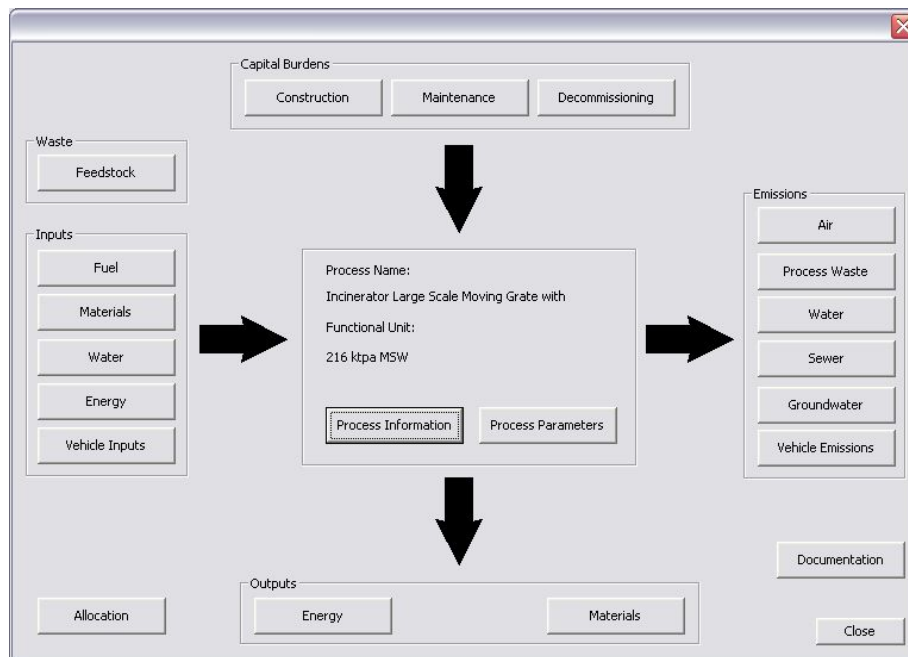 Capital Burdens
Construction
Maintenance
Decommissioning
Waste
Feedstock
Inputs
Fuel
Materials
Water
Energy
Vehicle Inputs
Process Name:
Incinerator Large Scale Moving Grate with
Functional Unit:
216 ktpa MSW
Process Information
Process Parameters
Emissions
Air
Process Waste
Water
Sewer
Groundwater
Vehicle Emissions
Documentation
Allocation
Outputs
Energy
Materials
Close